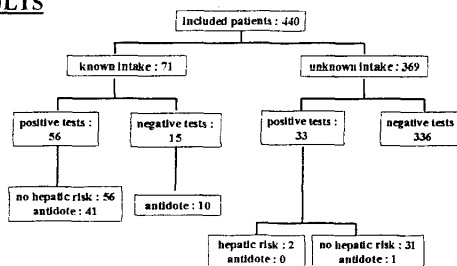 Included patients : 440
known intake : 71
unknown intake : 369
positive tests :
56
negative tests :
15
positive tests :
33
negative tests
336
no hepatic risk : 56
antidote : 41
antidote : 10
hepatic risk : 2
antidote : 0
no hepatic risk : 31
antidote : 1